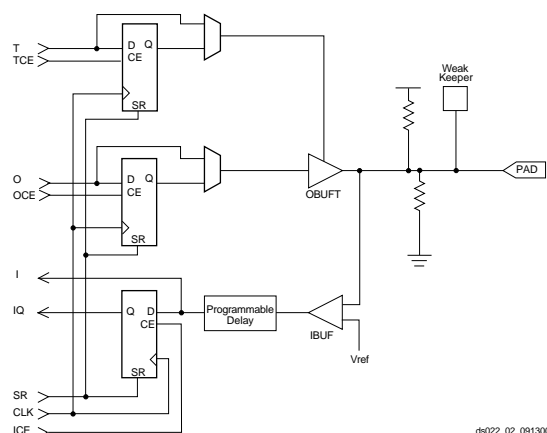 T
TCE
D Q
CE
SR
Weak
Keeper
O
OCE
D Q
CE
SR
OBUFT
PAD
I
IQ
Q D
CE
SR
Programmable
Delay
IBUF
Vref
SR
CLK
ICE
ds022_02_091300